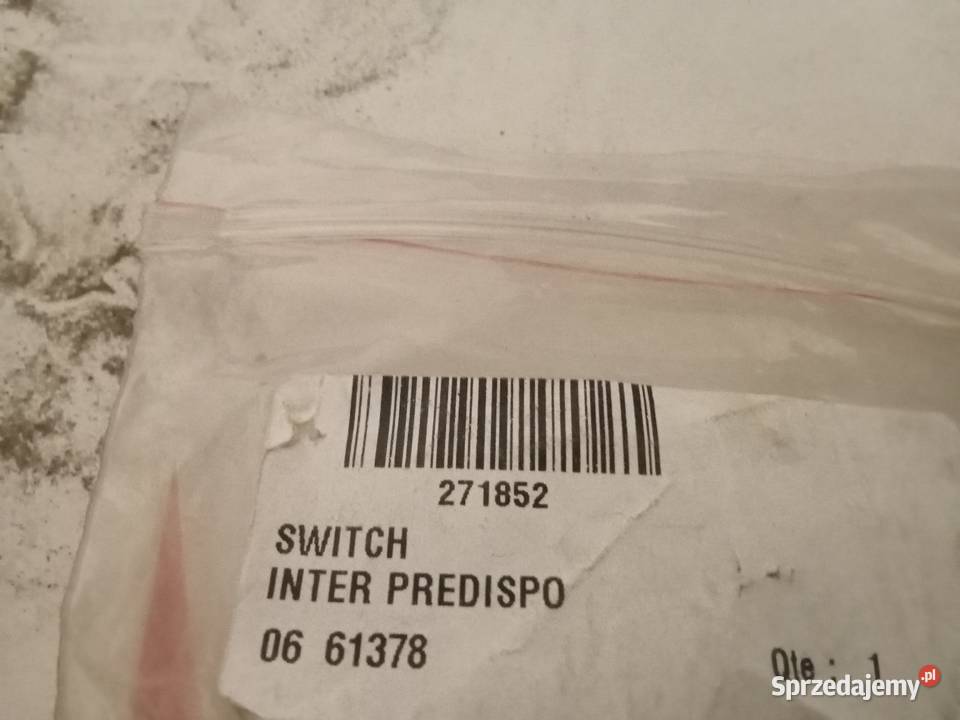 271852
SWITCH
INTER PREDISPO
06 61378
Qte : 1
Sprzedajemy.pl